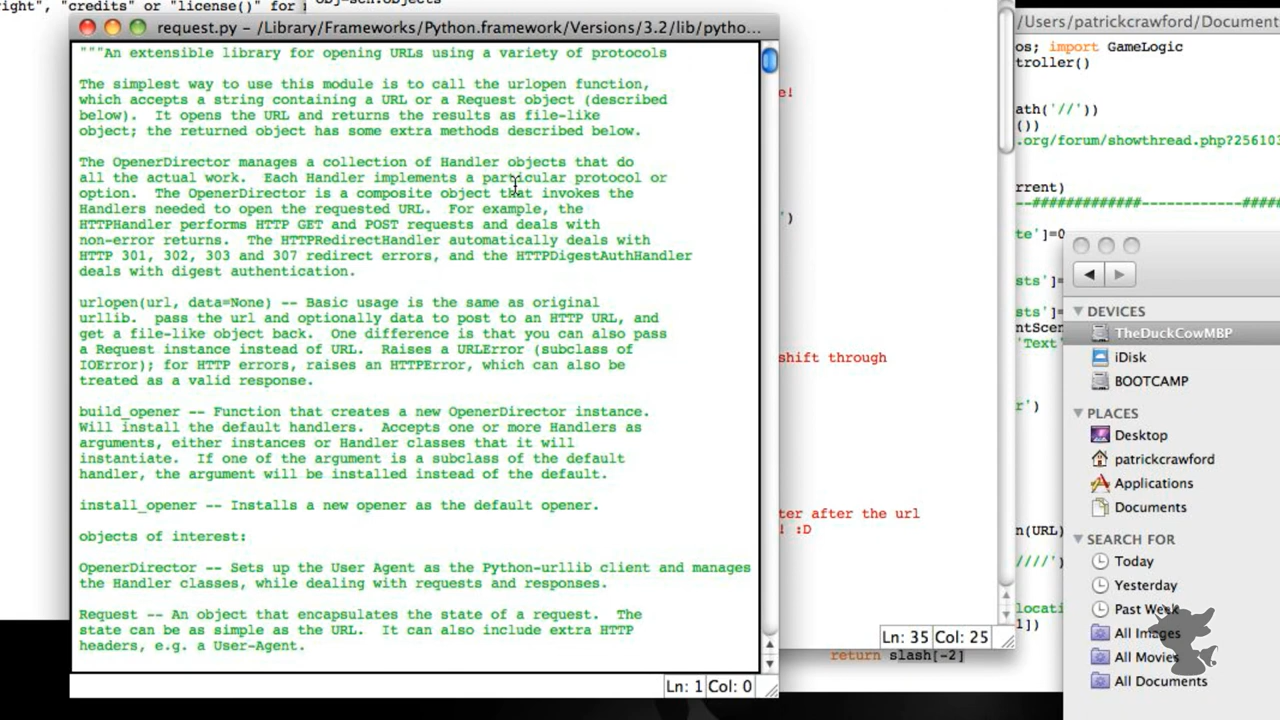 right", "credits" or "license()" for
request.py – /Library/Frameworks/Python.framework/Versions/3.2/lib/pytho...
"""An extensible library for opening URLs using a variety of protocols
The simplest way to use this module is to call the urlopen function,
which accepts a string containing a URL or a Request object (described
below).  It opens the URL and returns the results as file-like
object; the returned object has some extra methods described below.
The OpenerDirector manages a collection of Handler objects that do
all the actual work.  Each Handler implements a particular protocol or
option.  The OpenerDirector is a composite object that invokes the
Handlers needed to open the requested URL.  For example, the
HTTPHandler performs HTTP GET and POST requests and deals with
non-error returns.  The HTTPRedirectHandler automatically deals with
HTTP 301, 302, 303 and 307 redirect errors, and the HTTPDigestAuthHandler
deals with digest authentication.
urlopen(url, data=None) -- Basic usage is the same as original
urllib.  pass the url and optionally data to post to an HTTP URL, and
get a file-like object back.  One difference is that you can also pass
a Request instance instead of URL.  Raises a URLError (subclass of
IOError); for HTTP errors, raises an HTTPError, which can also be
treated as a valid response.
build_opener -- Function that creates a new OpenerDirector instance.
Will install the default handlers.  Accepts one or more Handlers as
arguments, either instances or Handler classes that it will
instantiate.  If one of the argument is a subclass of the default
handler, the argument will be installed instead of the default.
install_opener -- Installs a new opener as the default opener.
objects of interest:
OpenerDirector -- Sets up the User Agent as the Python-urllib client and manages
the Handler classes, while dealing with requests and responses.
Request -- An object that encapsulates the state of a request.  The
state can be as simple as the URL.  It can also include extra HTTP
headers, e.g. a User-Agent.
Ln: 1 Col: 0
e!
')
shift through
ter after the url
! :D
Ln: 35 Col: 25
return slash[-2]
/Users/patrickcrawford/Document
os; import GameLogic
troller()
ath('//'))
())
.org/forum/showthread.php?256103
rrent)
--#############-----------#####
te']=0
sts']=
sts']=
ntScen
'Text'
r')
n(URL)
////')
locati
1])
DEVICES
TheDuckCowMBP
iDisk
BOOTCAMP
PLACES
Desktop
patrickcrawford
Applications
Documents
SEARCH FOR
Today
Yesterday
Past Week
All Images
All Movies
All Documents